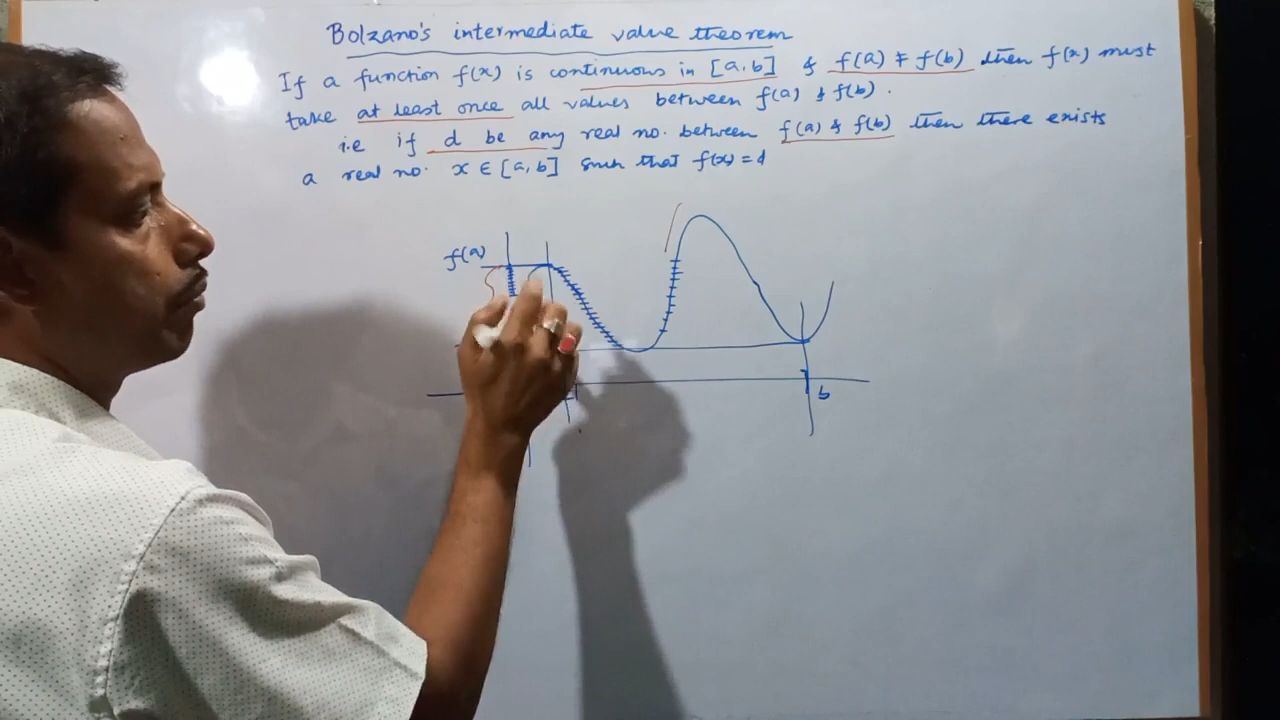 Bolzano's intermediate value theorem
If a function f(x) is continuous in [a,b] & f(a) ≠ f(b) then f(x) must
take at least once all values between f(a) & f(b).
i.e if d be any real no. between f(a) & f(b) then there exists
a real no. x ∈ [a,b] such that f(x) = d
f(a)
b